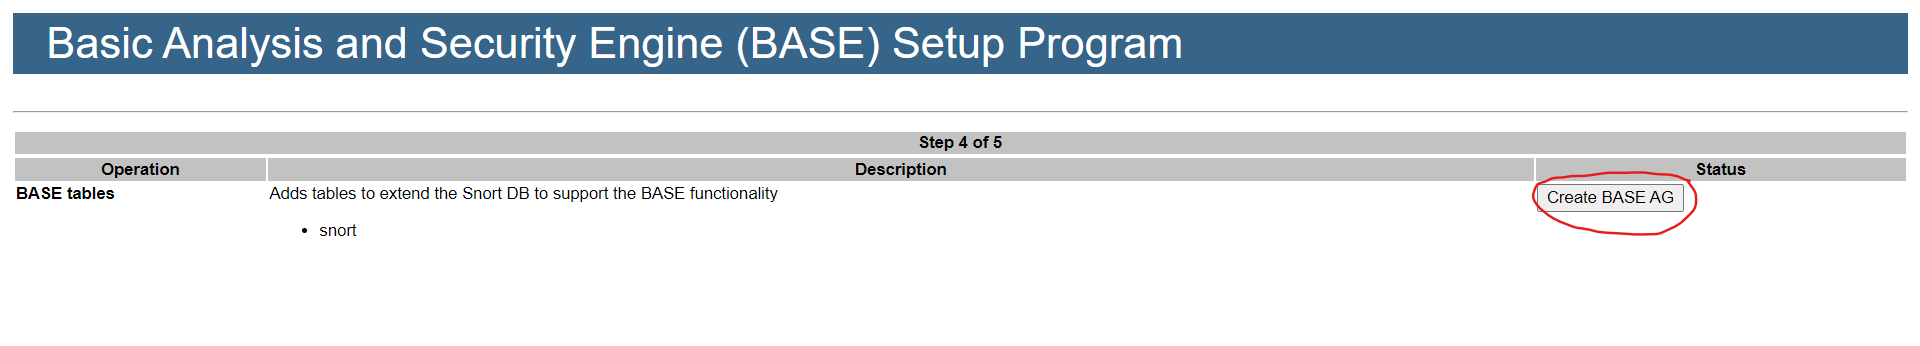 Basic Analysis and Security Engine (BASE) Setup Program
Step 4 of 5
Operation Description Status
BASE tables Adds tables to extend the Snort DB to support the BASE functionality Create BASE AG
• snort